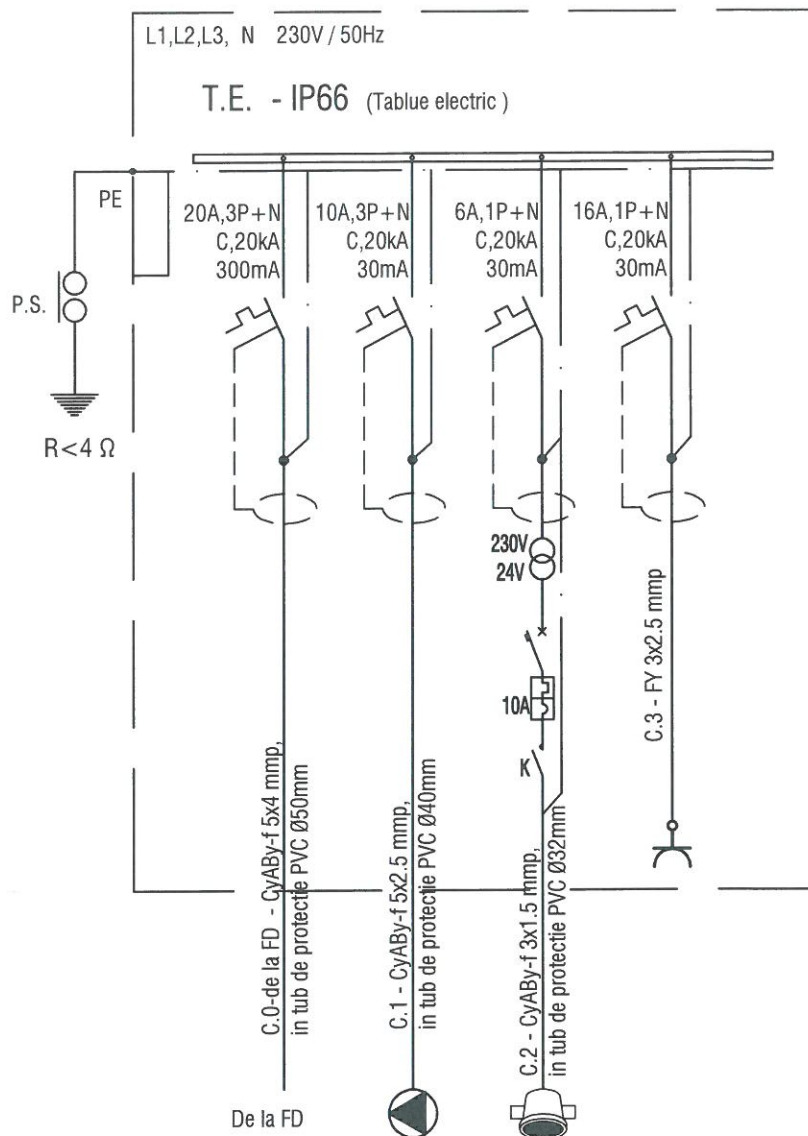 L1,L2,L3, N 230V / 50Hz
T.E. - IP66 (Tablue electric )
PE
P.S.
R<4 Ω
20A,3P+N
C,20kA
300mA
10A,3P+N
C,20kA
30mA
6A,1P+N
C,20kA
30mA
16A,1P+N
C,20kA
30mA
230V
24V
10A
K
C.0-de la FD - CyABy-f 5x4 mmp,
in tub de protectie PVC Ø50mm
C.1 - CyABy-f 5x2.5 mmp,
in tub de protectie PVC Ø40mm
C.2 - CyABy-f 3x1.5 mmp,
in tub de protectie PVC Ø32mm
C.3 - FY 3x2.5 mmp
De la FD